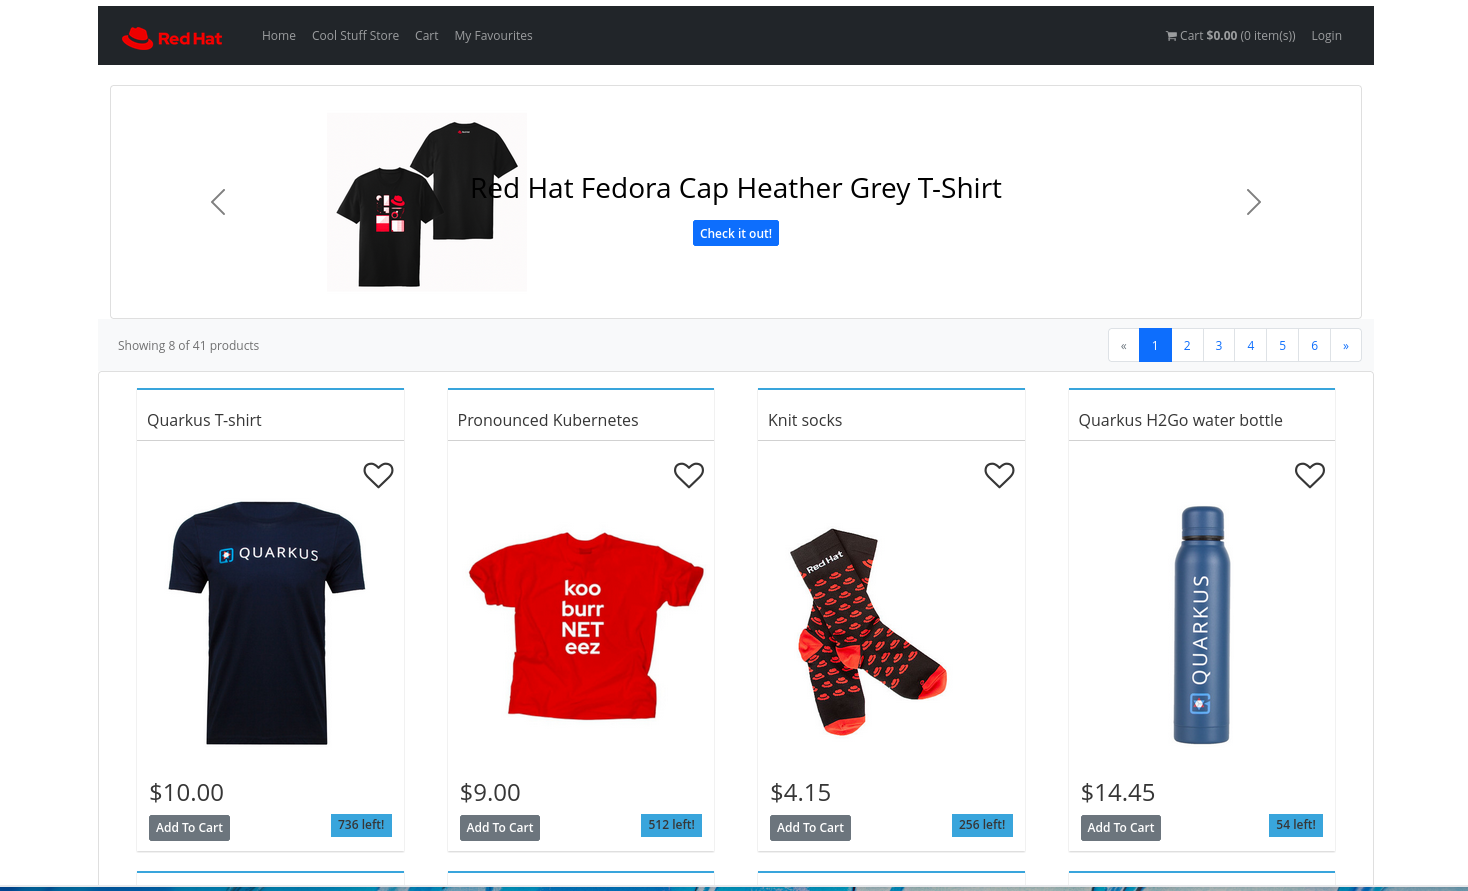 Red Hat
Home Cool Stuff Store Cart My Favourites
Cart $0.00 (0 item(s)) Login
Red Hat Fedora Cap Heather Grey T-Shirt
Check it out!
Showing 8 of 41 products
« 1 2 3 4 5 6 »
Quarkus T-shirt
QUARKUS
$10.00
Add To Cart 736 left!
Pronounced Kubernetes
koo
burr
NET
eez
$9.00
Add To Cart 512 left!
Knit socks
Red Hat
$4.15
Add To Cart 256 left!
Quarkus H2Go water bottle
QUARKUS
$14.45
Add To Cart 54 left!